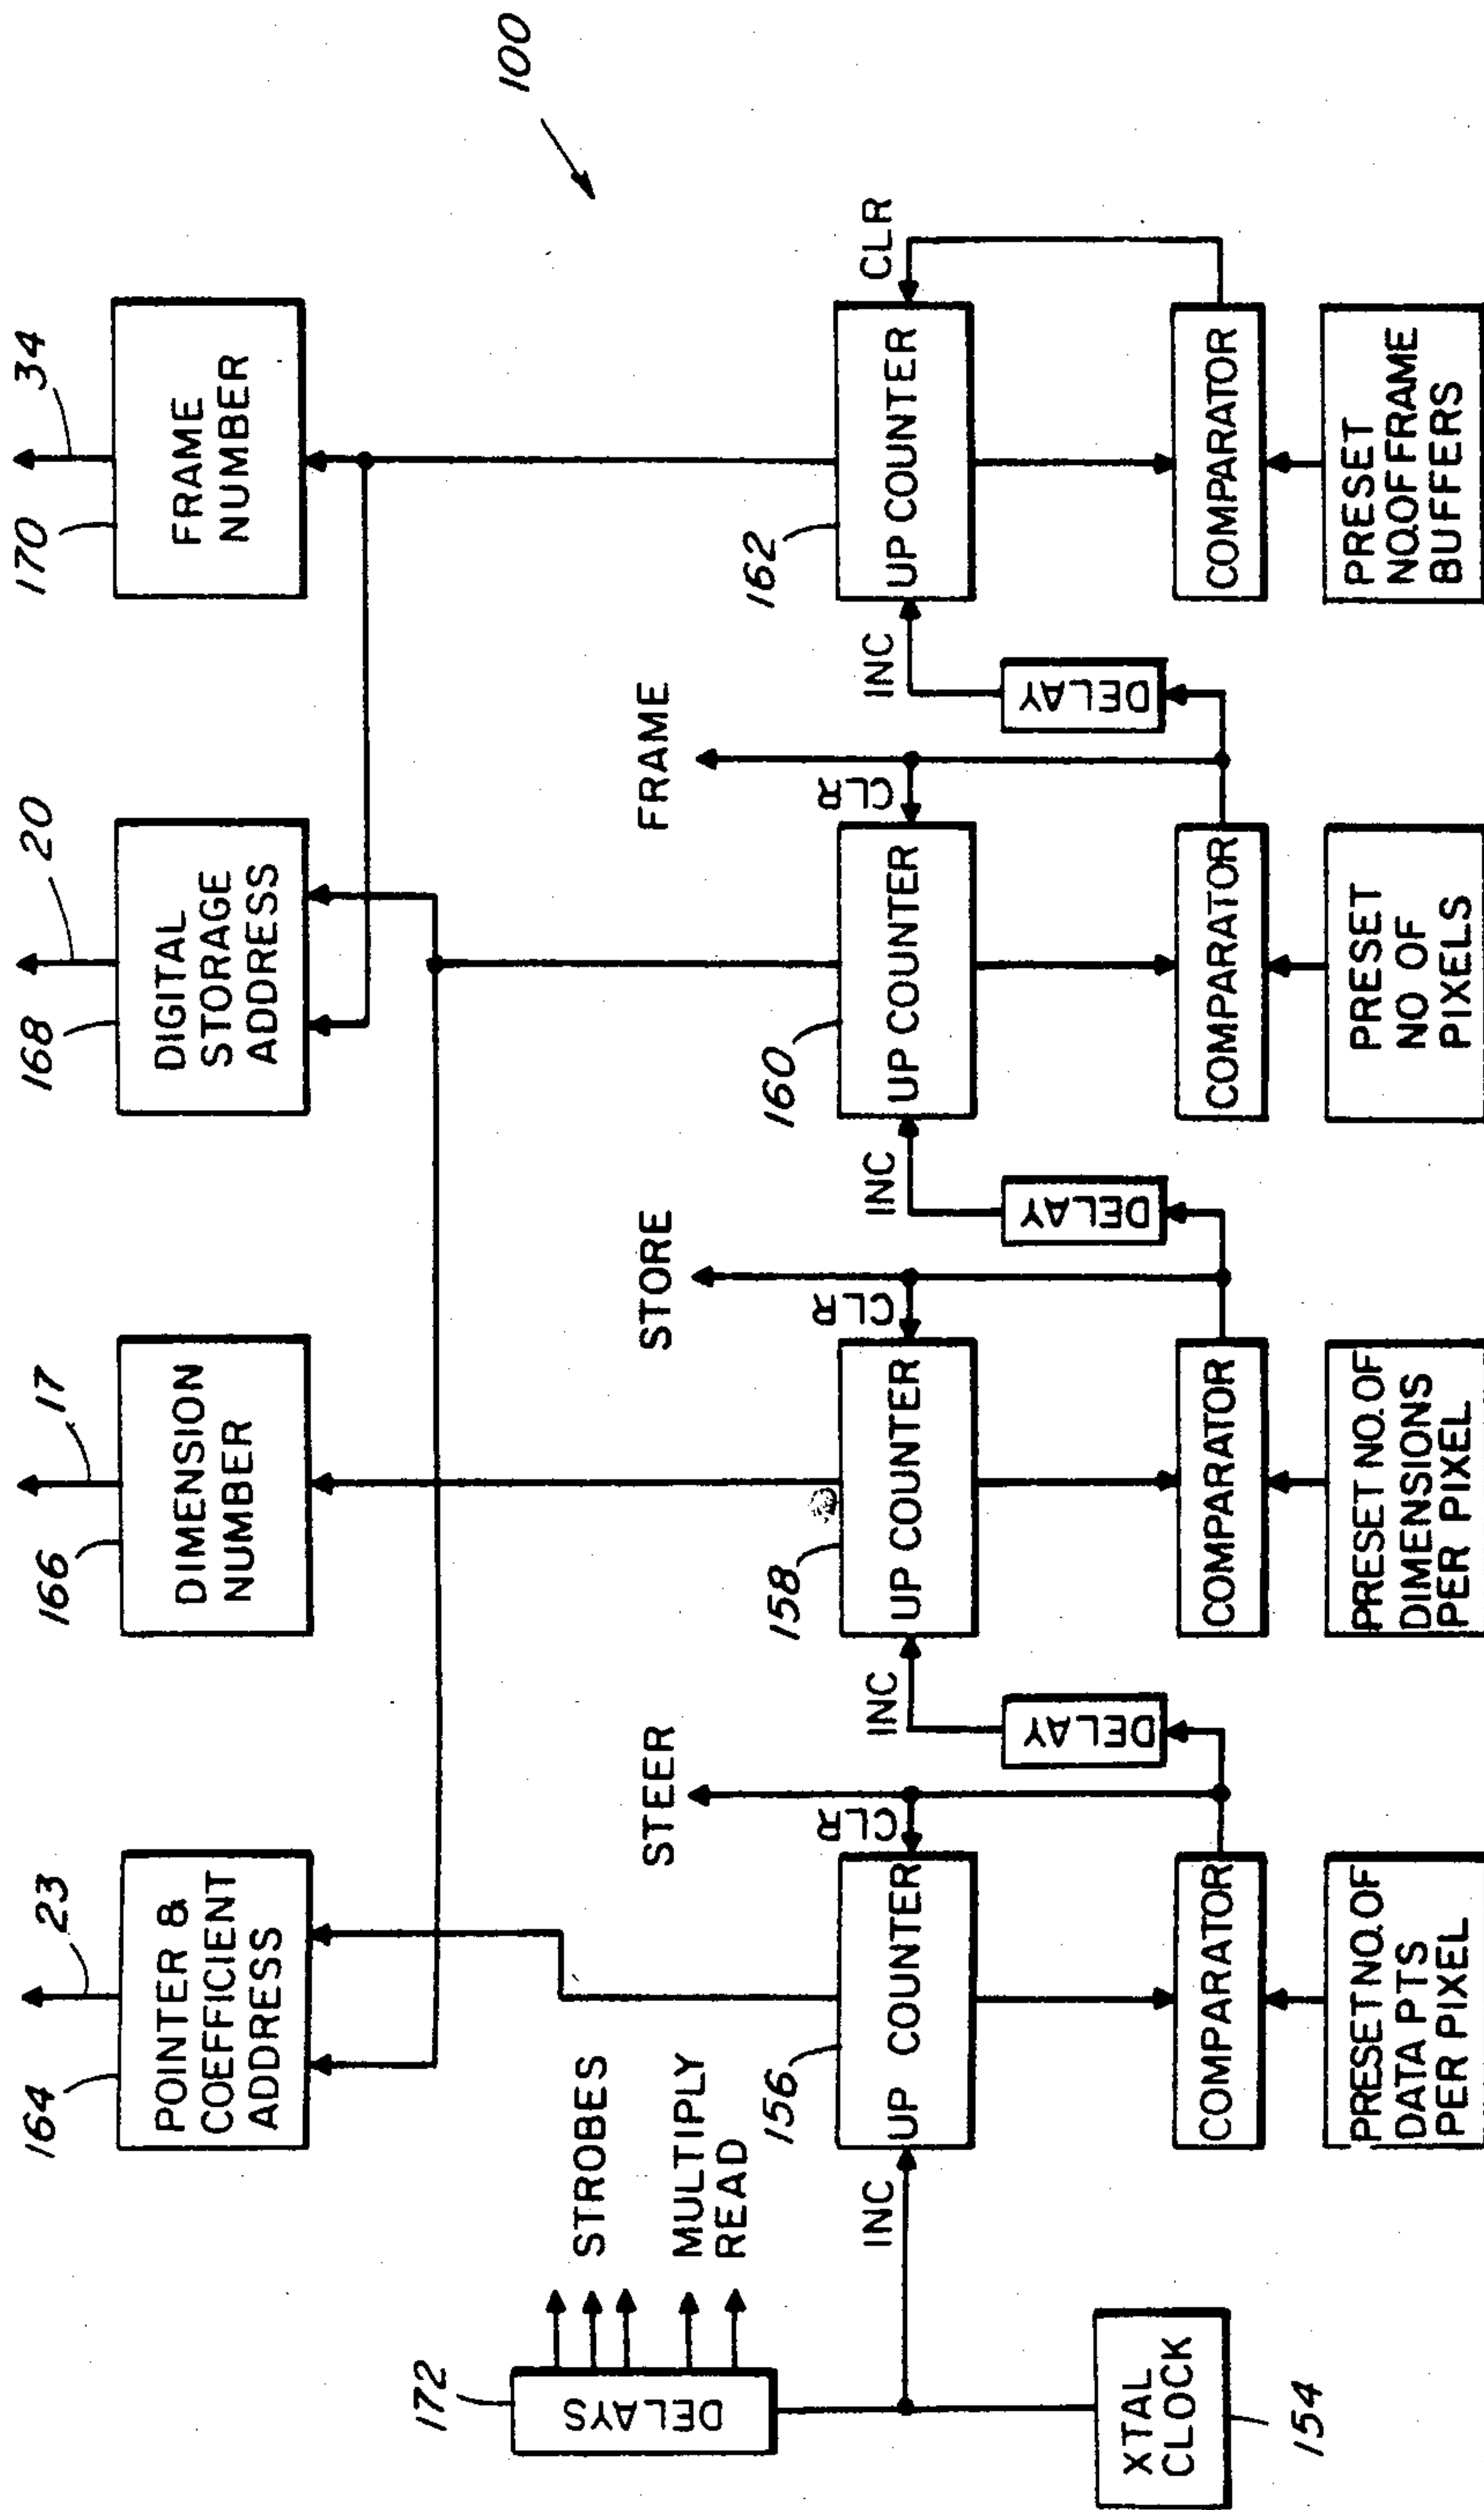 100
164
23
166
17
168
20
170
34
POINTER &
COEFFICIENT
ADDRESS
DIMENSION
NUMBER
DIGITAL
STORAGE
ADDRESS
FRAME
NUMBER
172
DELAYS
STROBES
MULTIPLY
READ
STEER
STORE
FRAME
156
158
160
162
INC
UP COUNTER
CLR
INC
UP COUNTER
CLR
INC
UP COUNTER
CLR
INC
UP COUNTER
CLR
DELAY
DELAY
DELAY
XTAL
CLOCK
154
COMPARATOR
COMPARATOR
COMPARATOR
COMPARATOR
PRESET NO. OF
DATA PTS
PER PIXEL
PRESET NO. OF
DIMENSIONS
PER PIXEL
PRESET
NO OF
PIXELS
PRESET
NO. OF FRAME
BUFFERS